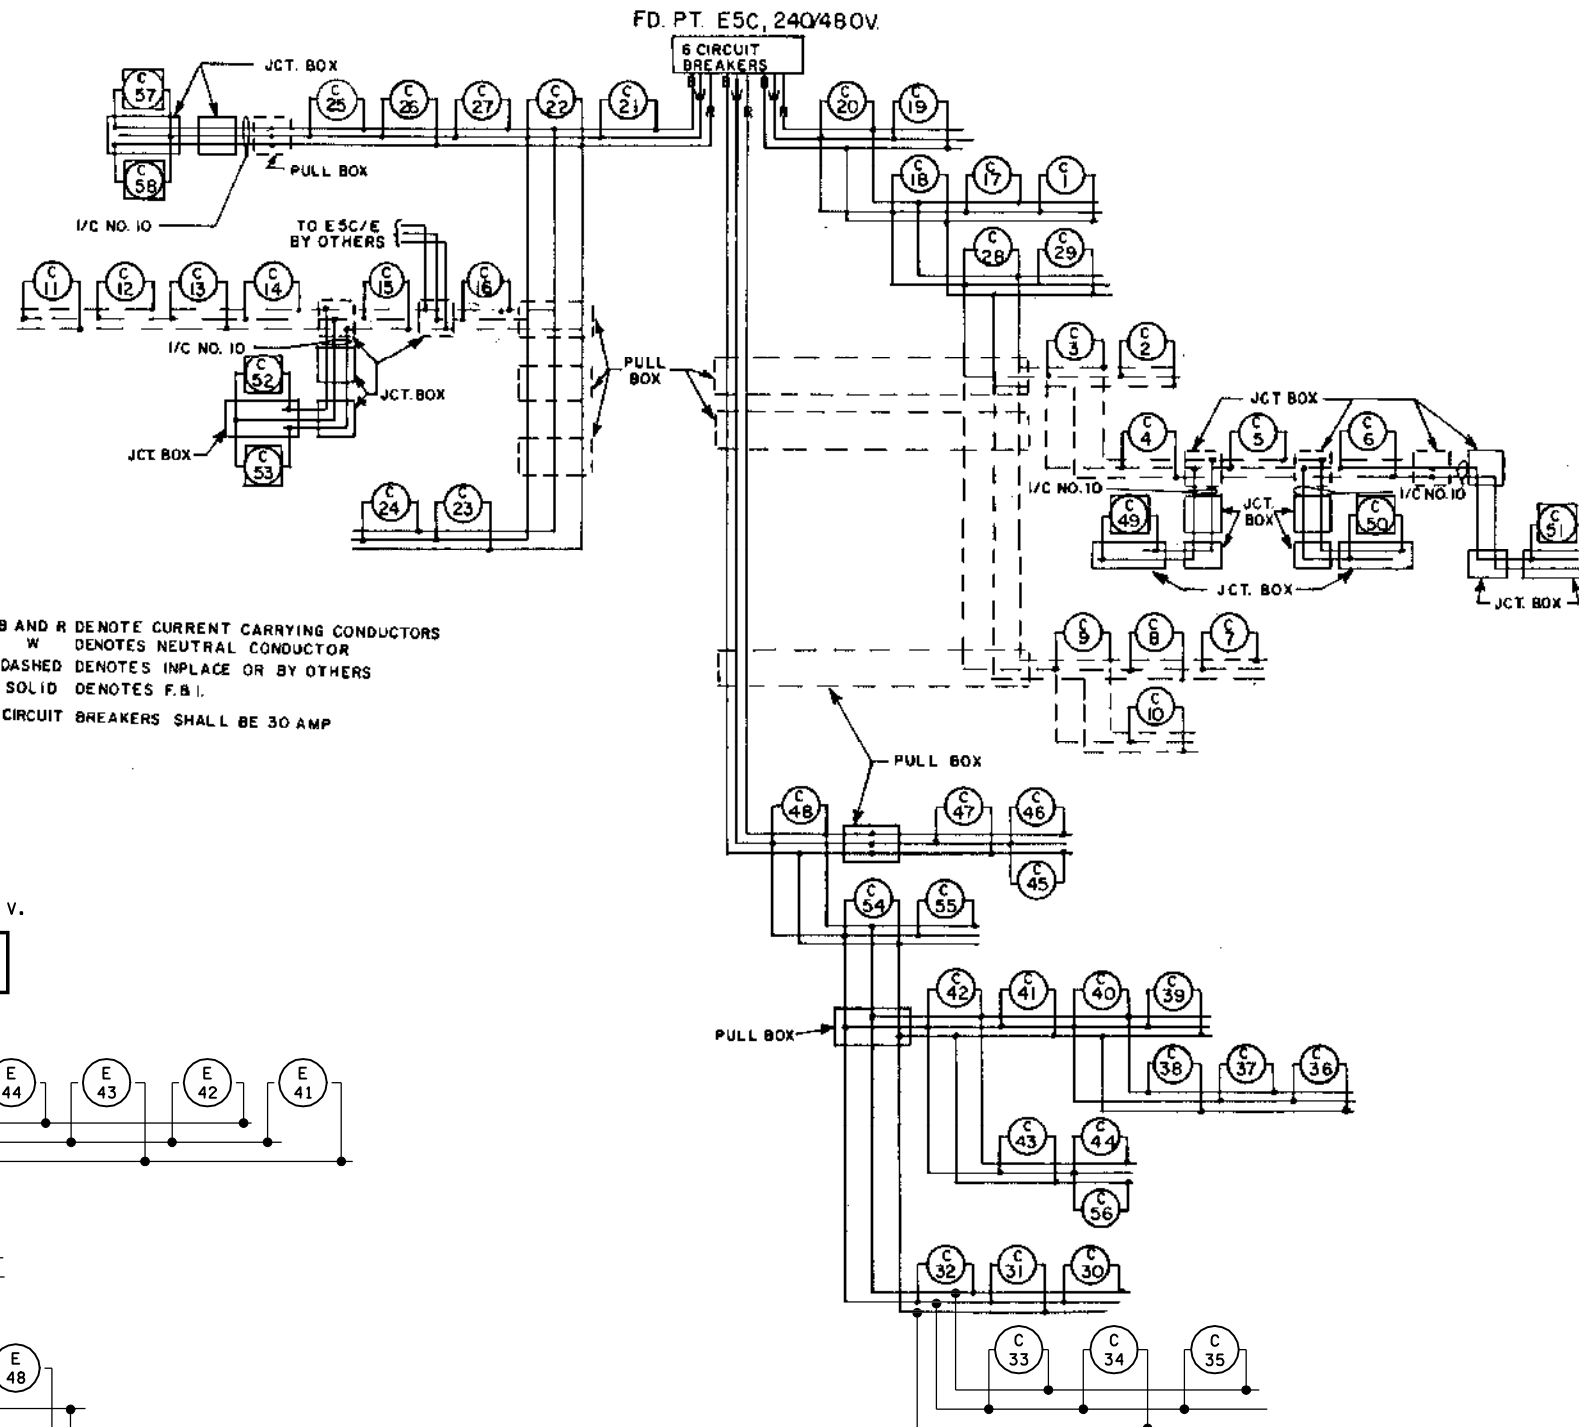 FD. PT. E5C, 240/480V.
6 CIRCUIT
BREAKERS
B W R B W R B W R
JCT. BOX
C 57
C 25
C 26
C 27
C 22
C 21
C 20
C 19
C 58
PULL BOX
1/C NO. 10
C 18
C 17
C 1
TO E5C/E
BY OTHERS
C 28
C 29
C 11
C 12
C 13
C 14
C 15
C 16
1/C NO. 10
C 52
JCT. BOX
PULL
BOX
C 3
C 2
JCT BOX
C 53
JCT BOX
C 4
C 5
C 6
1/C NO. 10
1/C NO. 10
C 24
C 23
C 49
JCT.
BOX
C 50
C 51
JCT. BOX
JCT. BOX
B AND R DENOTE CURRENT CARRYING CONDUCTORS
W DENOTES NEUTRAL CONDUCTOR
DASHED DENOTES INPLACE OR BY OTHERS
SOLID DENOTES F.& I.
CIRCUIT BREAKERS SHALL BE 30 AMP
C 9
C 8
C 7
C 10
PULL BOX
C 48
C 47
C 46
C 45
C 54
C 55
V.
C 42
C 41
C 40
C 39
PULL BOX
C 38
C 37
C 36
E 44
E 43
E 42
E 41
C 43
C 44
C 56
C 32
C 31
C 30
C 33
C 34
C 35
E 48